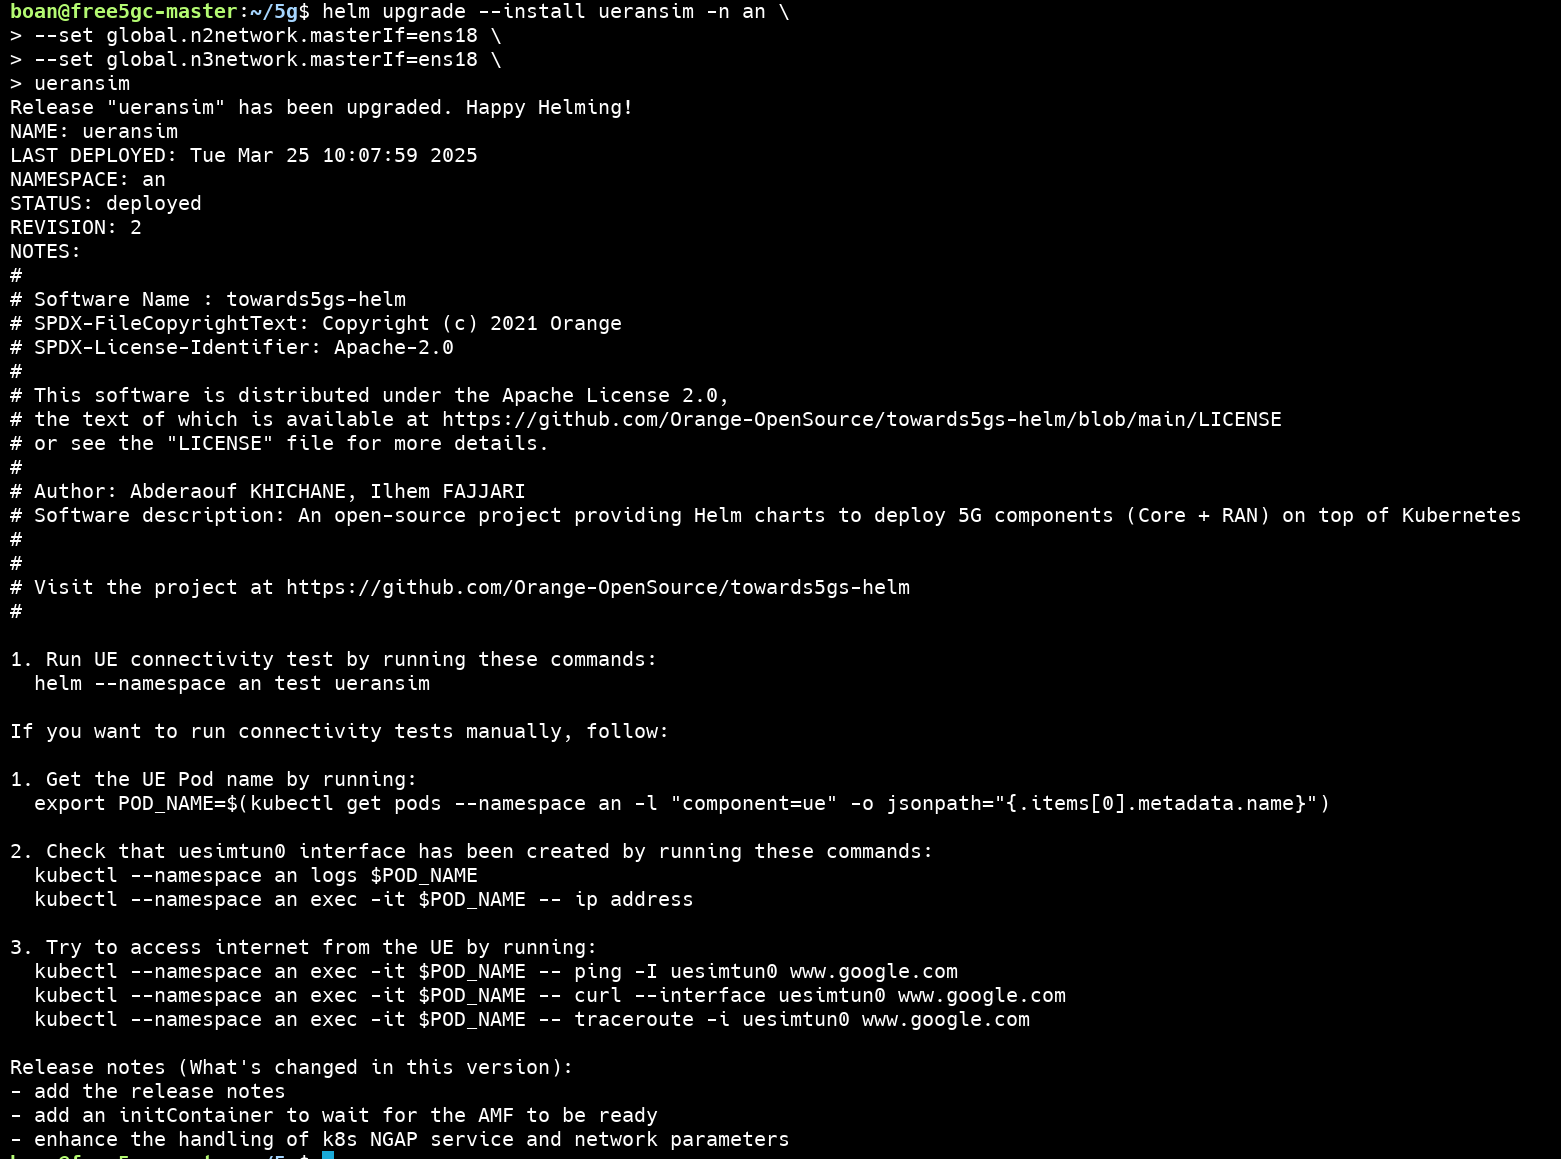 boan@free5gc-master:~/5g$ helm upgrade --install ueransim -n an \
> --set global.n2network.masterIf=ens18 \
> --set global.n3network.masterIf=ens18 \
> ueransim
Release "ueransim" has been upgraded. Happy Helming!
NAME: ueransim
LAST DEPLOYED: Tue Mar 25 10:07:59 2025
NAMESPACE: an
STATUS: deployed
REVISION: 2
NOTES:
#
# Software Name : towards5gs-helm
# SPDX-FileCopyrightText: Copyright (c) 2021 Orange
# SPDX-License-Identifier: Apache-2.0
#
# This software is distributed under the Apache License 2.0,
# the text of which is available at https://github.com/Orange-OpenSource/towards5gs-helm/blob/main/LICENSE
# or see the "LICENSE" file for more details.
#
# Author: Abderaouf KHICHANE, Ilhem FAJJARI
# Software description: An open-source project providing Helm charts to deploy 5G components (Core + RAN) on top of Kubernetes
#
#
# Visit the project at https://github.com/Orange-OpenSource/towards5gs-helm
#

1. Run UE connectivity test by running these commands:
  helm --namespace an test ueransim

If you want to run connectivity tests manually, follow:

1. Get the UE Pod name by running:
  export POD_NAME=$(kubectl get pods --namespace an -l "component=ue" -o jsonpath="{.items[0].metadata.name}")

2. Check that uesimtun0 interface has been created by running these commands:
  kubectl --namespace an logs $POD_NAME
  kubectl --namespace an exec -it $POD_NAME -- ip address

3. Try to access internet from the UE by running:
  kubectl --namespace an exec -it $POD_NAME -- ping -I uesimtun0 www.google.com
  kubectl --namespace an exec -it $POD_NAME -- curl --interface uesimtun0 www.google.com
  kubectl --namespace an exec -it $POD_NAME -- traceroute -i uesimtun0 www.google.com

Release notes (What's changed in this version):
- add the release notes
- add an initContainer to wait for the AMF to be ready
- enhance the handling of k8s NGAP service and network parameters